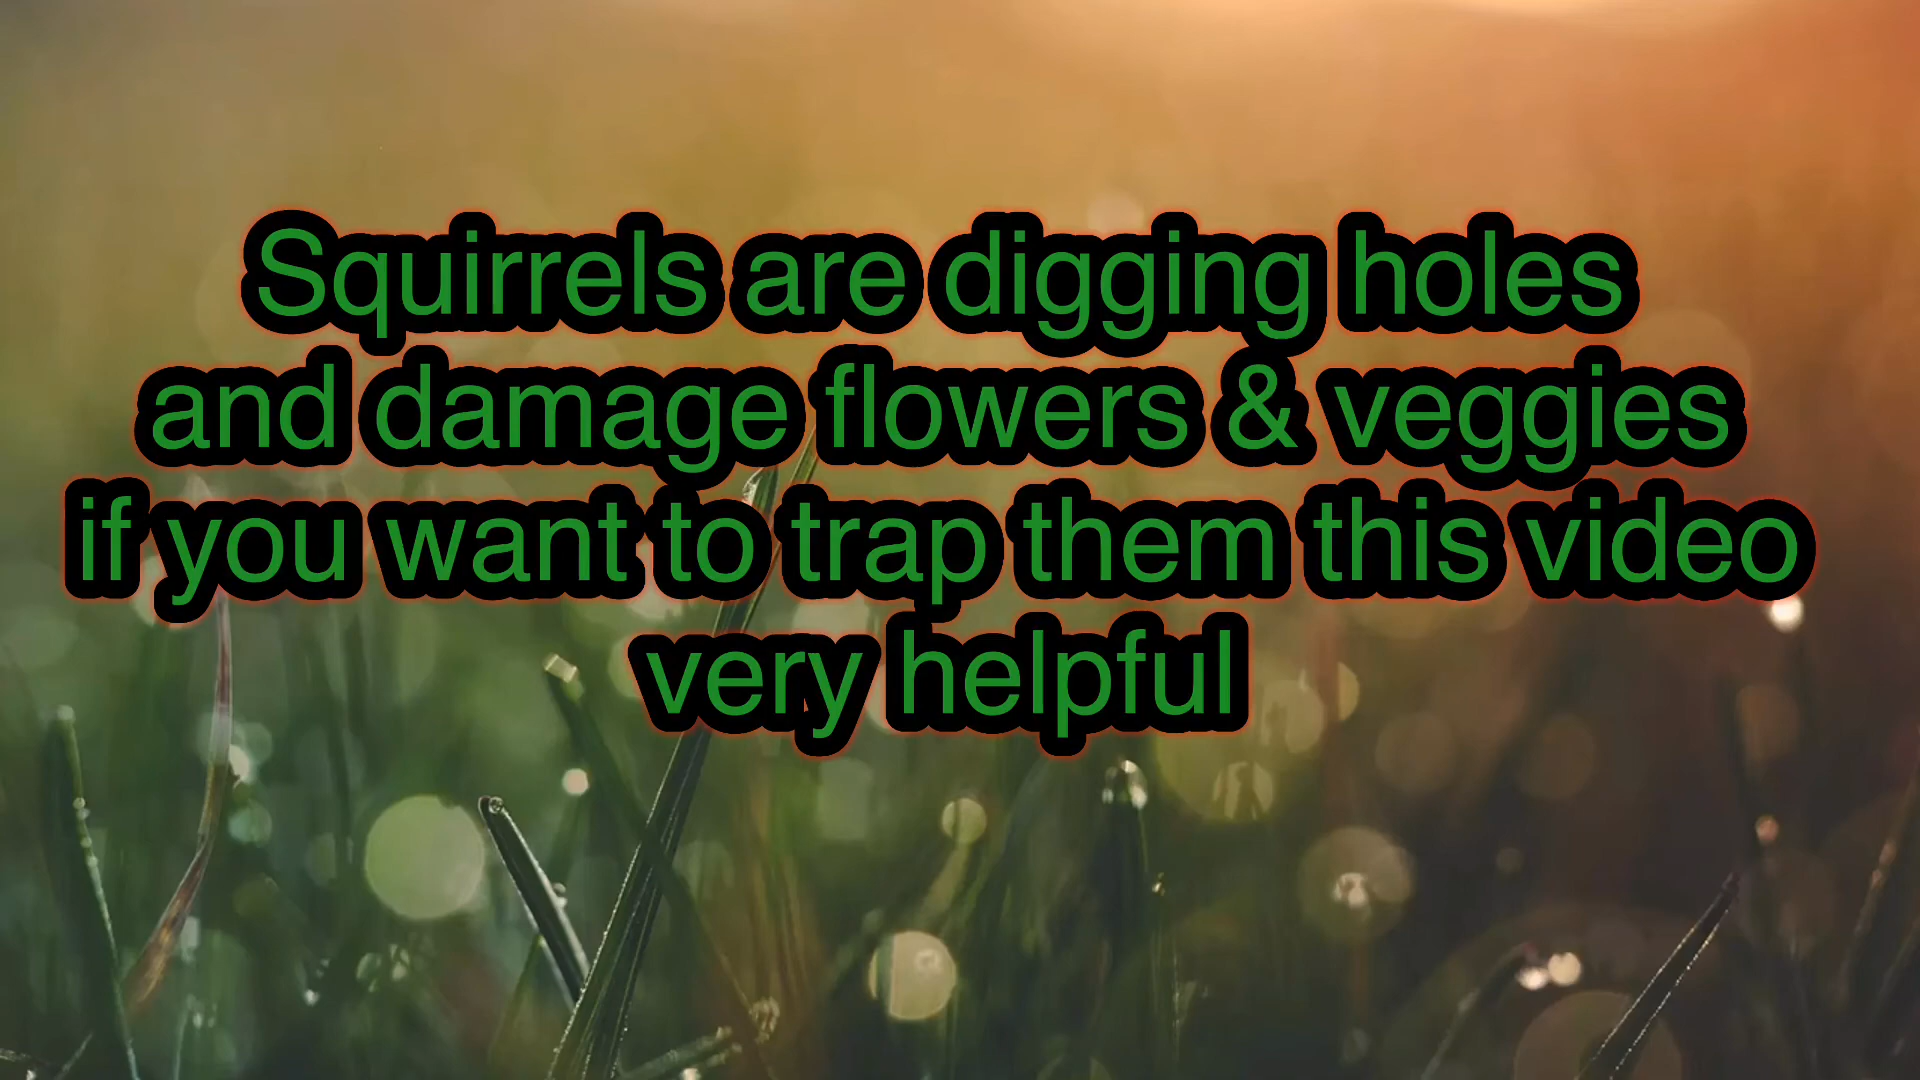 Squirrels are digging holes
and damage flowers & veggies
if you want to trap them this video
very helpful